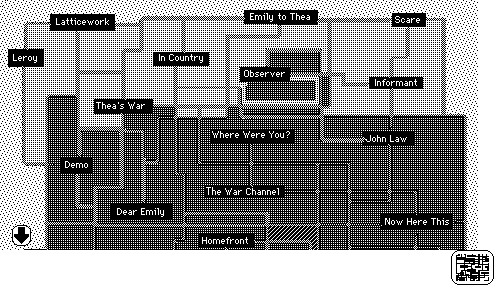 Emily to Thea
Latticework
Scare
Leroy
In Country
Observer
Informant
Thea's War
Where Were You?
John Law
Demo
The War Channel
Dear Emily
Now Here This
Homefront